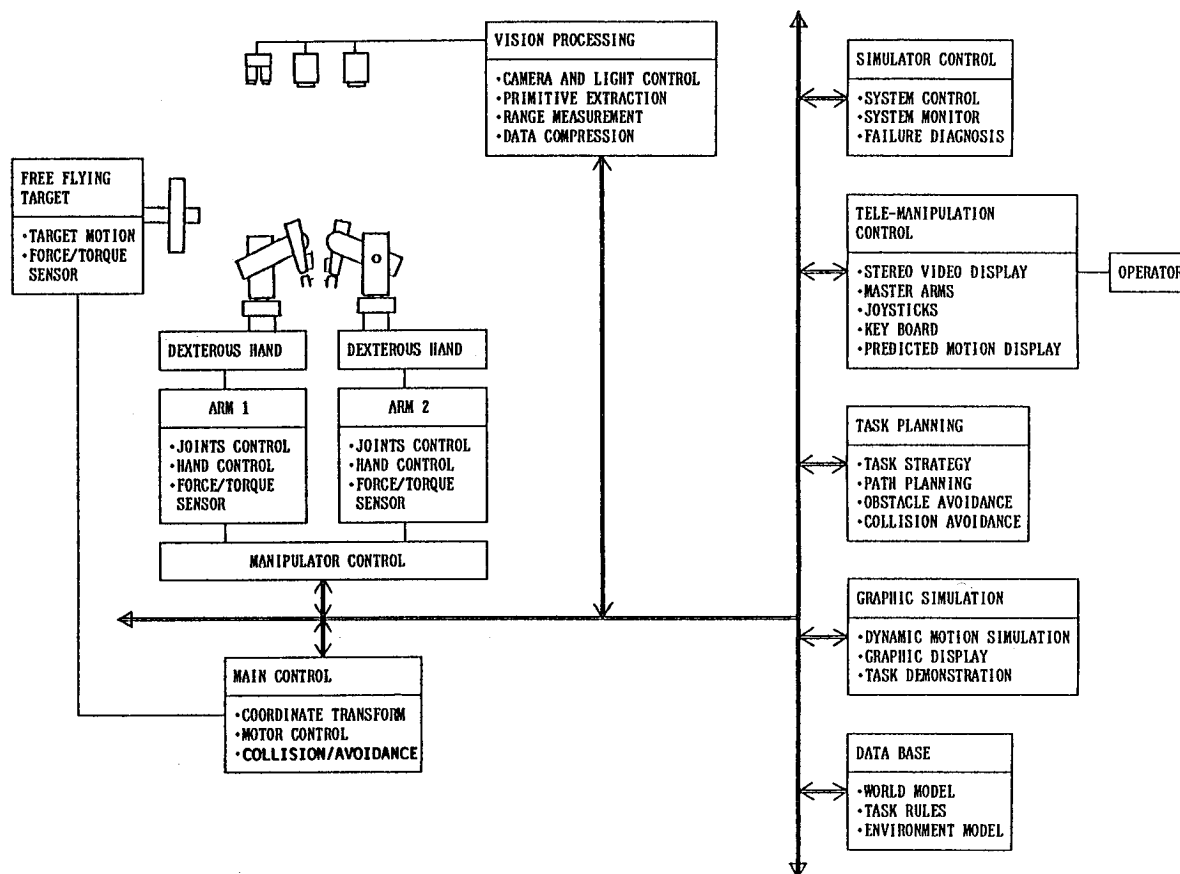 VISION PROCESSING
•CAMERA AND LIGHT CONTROL
•PRIMITIVE EXTRACTION
•RANGE MEASUREMENT
•DATA COMPRESSION
FREE FLYING
TARGET
•TARGET MOTION
•FORCE/TORQUE
SENSOR
DEXTEROUS HAND
DEXTEROUS HAND
ARM 1
•JOINTS CONTROL
•HAND CONTROL
•FORCE/TORQUE
SENSOR
ARM 2
•JOINTS CONTROL
•HAND CONTROL
•FORCE/TORQUE
SENSOR
MANIPULATOR CONTROL
MAIN CONTROL
•COORDINATE TRANSFORM
•MOTOR CONTROL
•COLLISION/AVOIDANCE
SIMULATOR CONTROL
•SYSTEM CONTROL
•SYSTEM MONITOR
•FAILURE DIAGNOSIS
TELE-MANIPULATION
CONTROL
•STEREO VIDEO DISPLAY
•MASTER ARMS
•JOYSTICKS
•KEY BOARD
•PREDICTED MOTION DISPLAY
OPERATOR
TASK PLANNING
•TASK STRATEGY
•PATH PLANNING
•OBSTACLE AVOIDANCE
•COLLISION AVOIDANCE
GRAPHIC SIMULATION
•DYNAMIC MOTION SIMULATION
•GRAPHIC DISPLAY
•TASK DEMONSTRATION
DATA BASE
•WORLD MODEL
•TASK RULES
•ENVIRONMENT MODEL